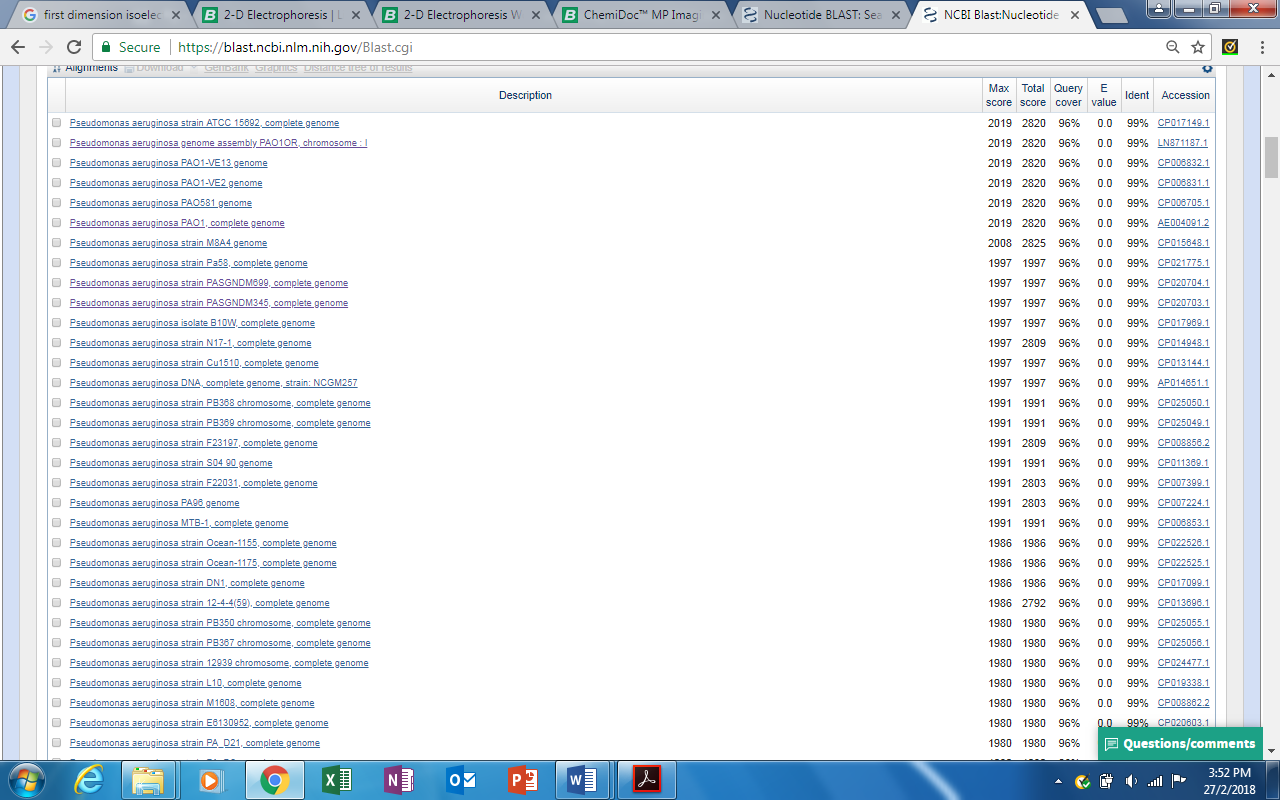 first dimension isoelec
2-D Electrophoresis | L
2-D Electrophoresis W
ChemiDoc™ MP Imagi
Nucleotide BLAST: Sea
NCBI Blast:Nucleotide
Secure https://blast.ncbi.nlm.nih.gov/Blast.cgi
Alignments Download GenBank Graphics Distance tree of results
Description Max score Total score Query cover E value Ident Accession
Pseudomonas aeruginosa strain ATCC 15692, complete genome 2019 2820 96% 0.0 99% CP017149.1
Pseudomonas aeruginosa genome assembly PAO1OR, chromosome : I 2019 2820 96% 0.0 99% LN871187.1
Pseudomonas aeruginosa PAO1-VE13 genome 2019 2820 96% 0.0 99% CP006832.1
Pseudomonas aeruginosa PAO1-VE2 genome 2019 2820 96% 0.0 99% CP006831.1
Pseudomonas aeruginosa PAO581 genome 2019 2820 96% 0.0 99% CP006705.1
Pseudomonas aeruginosa PAO1, complete genome 2019 2820 96% 0.0 99% AE004091.2
Pseudomonas aeruginosa strain M8A4 genome 2008 2825 96% 0.0 99% CP015648.1
Pseudomonas aeruginosa strain Pa58, complete genome 1997 1997 96% 0.0 99% CP021775.1
Pseudomonas aeruginosa strain PASGNDM699, complete genome 1997 1997 96% 0.0 99% CP020704.1
Pseudomonas aeruginosa strain PASGNDM345, complete genome 1997 1997 96% 0.0 99% CP020703.1
Pseudomonas aeruginosa isolate B10W, complete genome 1997 1997 96% 0.0 99% CP017969.1
Pseudomonas aeruginosa strain N17-1, complete genome 1997 2809 96% 0.0 99% CP014948.1
Pseudomonas aeruginosa strain Cu1510, complete genome 1997 1997 96% 0.0 99% CP013144.1
Pseudomonas aeruginosa DNA, complete genome, strain: NCGM257 1997 1997 96% 0.0 99% AP014651.1
Pseudomonas aeruginosa strain PB368 chromosome, complete genome 1991 1991 96% 0.0 99% CP025050.1
Pseudomonas aeruginosa strain PB369 chromosome, complete genome 1991 1991 96% 0.0 99% CP025049.1
Pseudomonas aeruginosa strain F23197, complete genome 1991 2809 96% 0.0 99% CP008856.2
Pseudomonas aeruginosa strain S04 90 genome 1991 1991 96% 0.0 99% CP011369.1
Pseudomonas aeruginosa strain F22031, complete genome 1991 2803 96% 0.0 99% CP007399.1
Pseudomonas aeruginosa PA96 genome 1991 2803 96% 0.0 99% CP007224.1
Pseudomonas aeruginosa MTB-1, complete genome 1991 1991 96% 0.0 99% CP006853.1
Pseudomonas aeruginosa strain Ocean-1155, complete genome 1986 1986 96% 0.0 99% CP022526.1
Pseudomonas aeruginosa strain Ocean-1175, complete genome 1986 1986 96% 0.0 99% CP022525.1
Pseudomonas aeruginosa strain DN1, complete genome 1986 1986 96% 0.0 99% CP017099.1
Pseudomonas aeruginosa strain 12-4-4(59), complete genome 1986 2792 96% 0.0 99% CP013696.1
Pseudomonas aeruginosa strain PB350 chromosome, complete genome 1980 1980 96% 0.0 99% CP025055.1
Pseudomonas aeruginosa strain PB367 chromosome, complete genome 1980 1980 96% 0.0 99% CP025056.1
Pseudomonas aeruginosa strain 12939 chromosome, complete genome 1980 1980 96% 0.0 99% CP024477.1
Pseudomonas aeruginosa strain L10, complete genome 1980 1980 96% 0.0 99% CP019338.1
Pseudomonas aeruginosa strain M1608, complete genome 1980 1980 96% 0.0 99% CP008862.2
Pseudomonas aeruginosa strain E6130952, complete genome 1980 1980 96% 0.0 99% CP020603.1
Pseudomonas aeruginosa strain PA_D21, complete genome 1980 1980 96%
Questions/comments
3:52 PM
27/2/2018